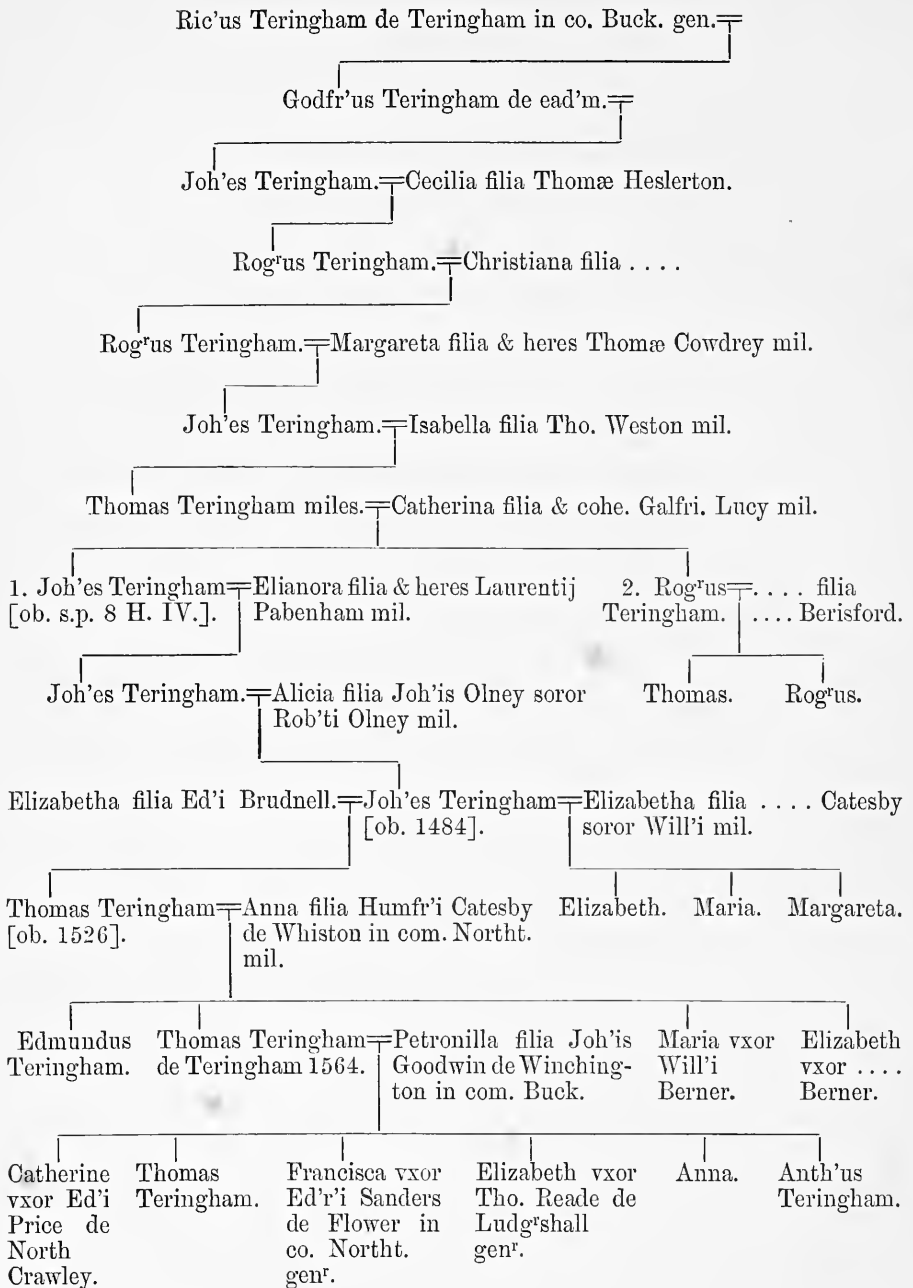 Ric'us Teringham de Teringham in co. Buck. gen.
Godfr'us Teringham de ead'm.
Joh'es Teringham. Cecilia filia Thomæ Heslerton.
Rogʳus Teringham. Christiana filia . . . .
Rogʳus Teringham. Margareta filia & heres Thomæ Cowdrey mil.
Joh'es Teringham. Isabella filia Tho. Weston mil.
Thomas Teringham miles. Catherina filia & cohe. Galfri. Lucy mil.
1. Joh'es Teringham
[ob. s.p. 8 H. IV.].
Elianora filia & heres Laurentij
Pabenham mil.
2. Rogʳus
Teringham.
. . . . filia
. . . . Berisford.
Joh'es Teringham.
Alicia filia Joh'is Olney soror
Rob'ti Olney mil.
Thomas.
Rogʳus.
Elizabetha filia Ed'i Brudnell.
Joh'es Teringham
[ob. 1484].
Elizabetha filia . . . . Catesby
soror Will'i mil.
Thomas Teringham
[ob. 1526].
Anna filia Humfr'i Catesby
de Whiston in com. Northt.
mil.
Elizabeth.
Maria.
Margareta.
Edmundus
Teringham.
Thomas Teringham
de Teringham 1564.
Petronilla filia Joh'is
Goodwin de Winching-
ton in com. Buck.
Maria vxor
Will'i
Berner.
Elizabeth
vxor . . . .
Berner.
Catherine
vxor Ed'i
Price de
North
Crawley.
Thomas
Teringham.
Francisca vxor
Ed'r'i Sanders
de Flower in
co. Northt.
genʳ.
Elizabeth vxor
Tho. Reade de
Ludgʳshall
genʳ.
Anna.
Anth'us
Teringham.